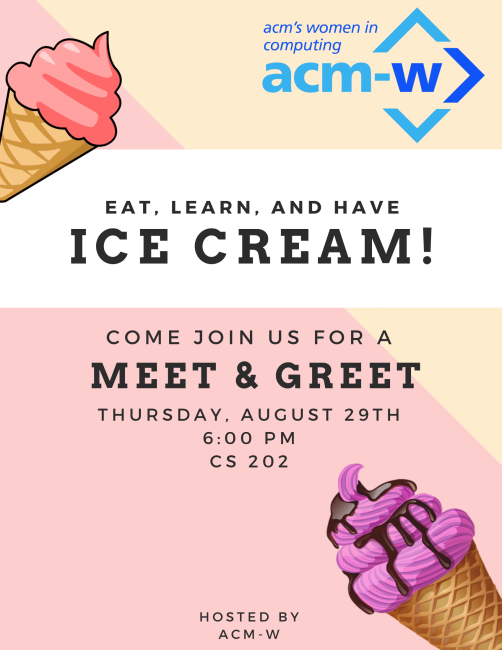 acm's women in
computing
acm-w
EAT, LEARN, AND HAVE
ICE CREAM!
COME JOIN US FOR A
MEET & GREET
THURSDAY, AUGUST 29TH
6:00 PM
CS 202
HOSTED BY
ACM-W